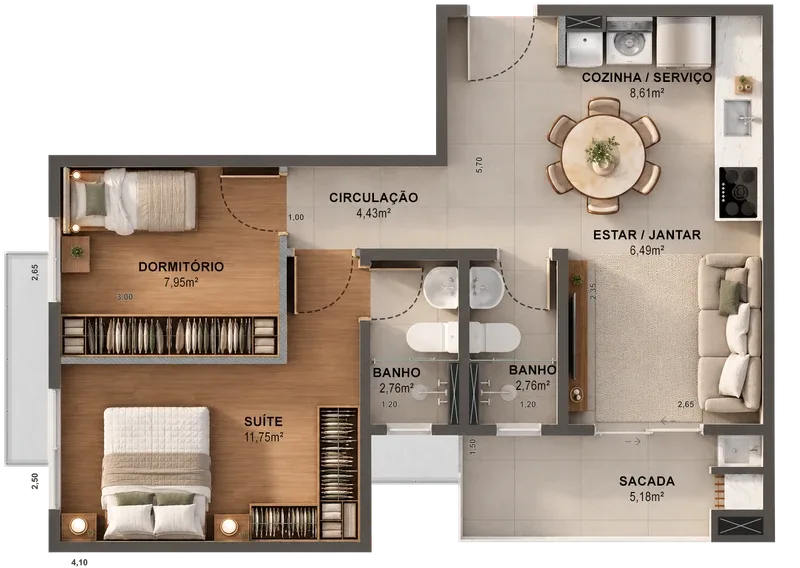 COZINHA / SERVIÇO
8,61m²
5,70
CIRCULAÇÃO
4,43m²
1,00
ESTAR / JANTAR
6,49m²
DORMITÓRIO
7,95m²
2,65
3,00
2,35
BANHO
2,76m²
1,20
BANHO
2,76m²
1,20
2,65
SUÍTE
11,75m²
1,50
2,50
SACADA
5,18m²
4,10